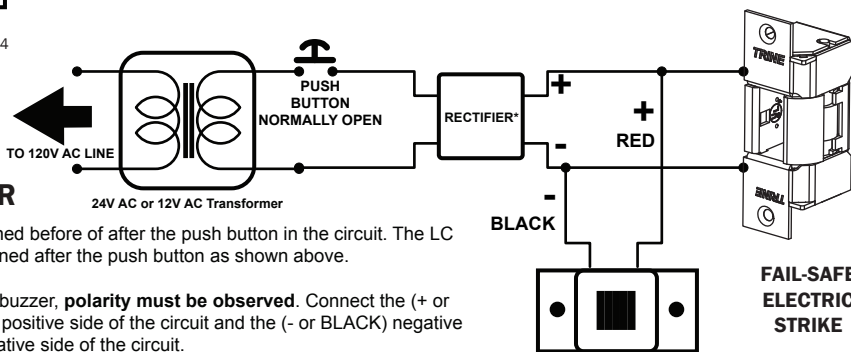 4
PUSH
BUTTON
NORMALLY OPEN
RECTIFIER*
+
-
+
RED
TRINE
TRINE
TO 120V AC LINE
24V AC or 12V AC Transformer
R
-
BLACK
ned before of after the push button in the circuit. The LC
ned after the push button as shown above.
buzzer, polarity must be observed. Connect the (+ or
positive side of the circuit and the (- or BLACK) negative
ative side of the circuit.
FAIL-SAFE
ELECTRIC
STRIKE